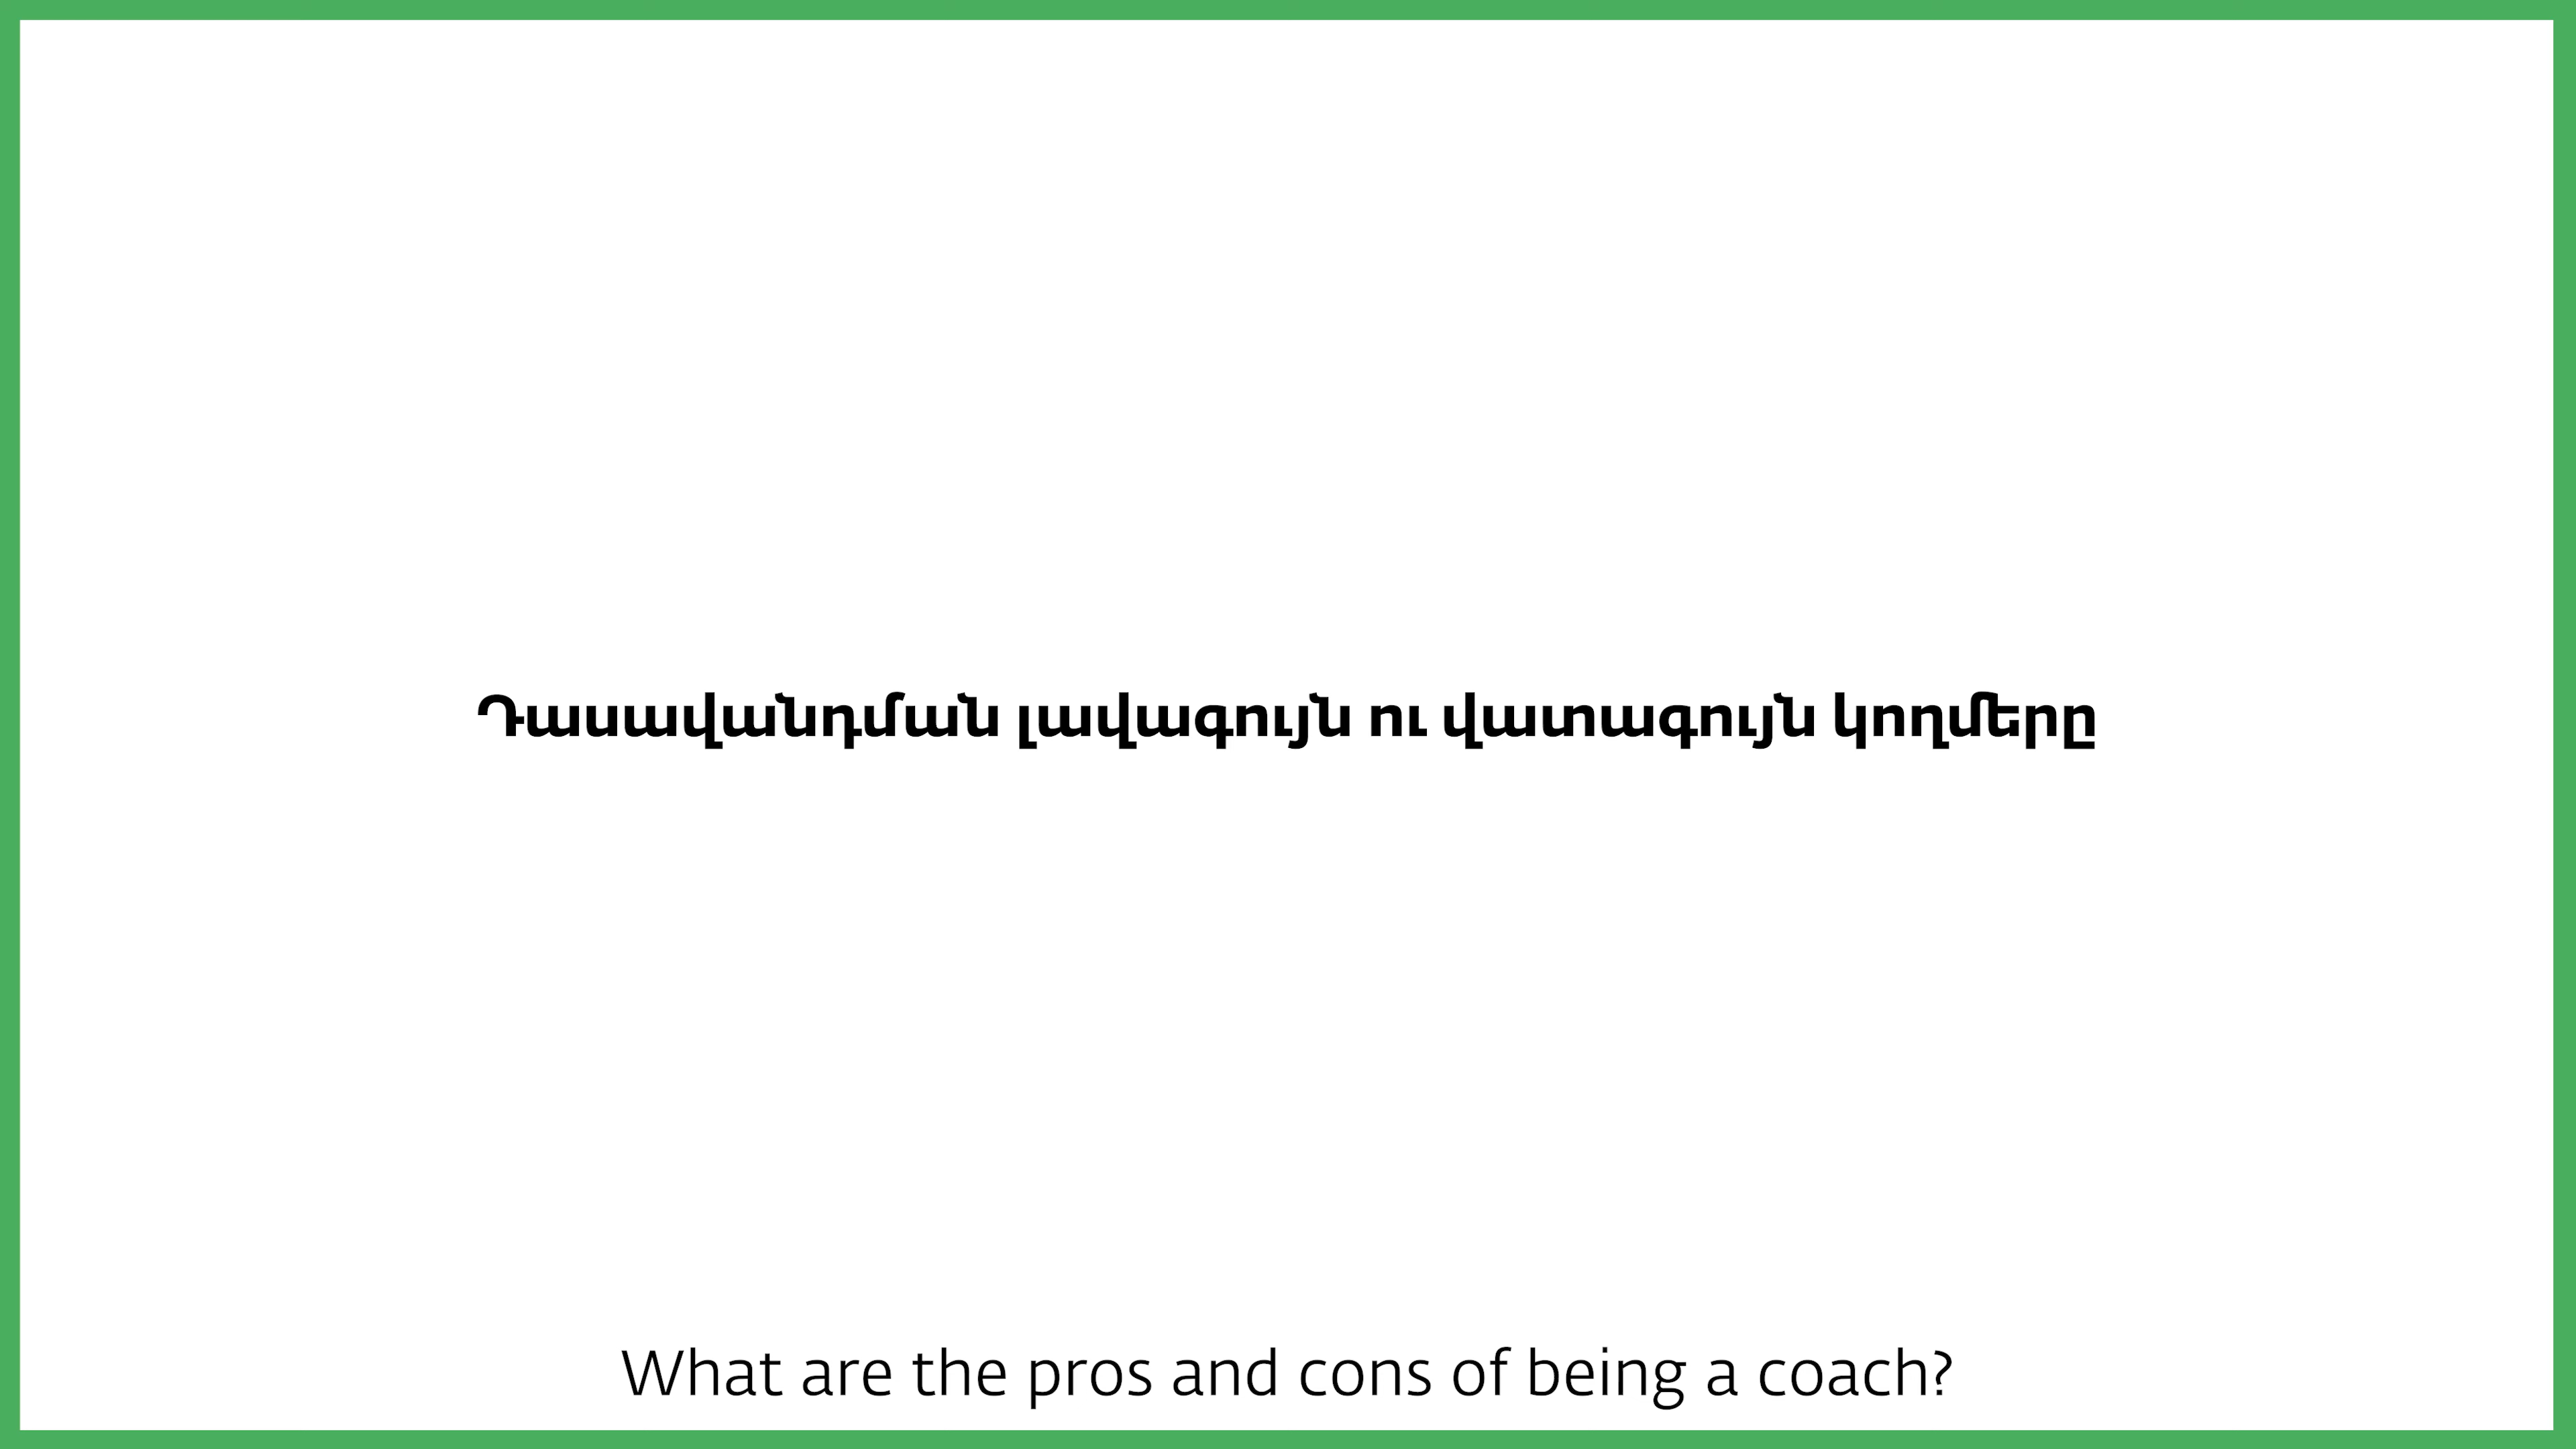 Դասավանդման լավագույն ու վատագույն կողմերը
What are the pros and cons of being a coach?